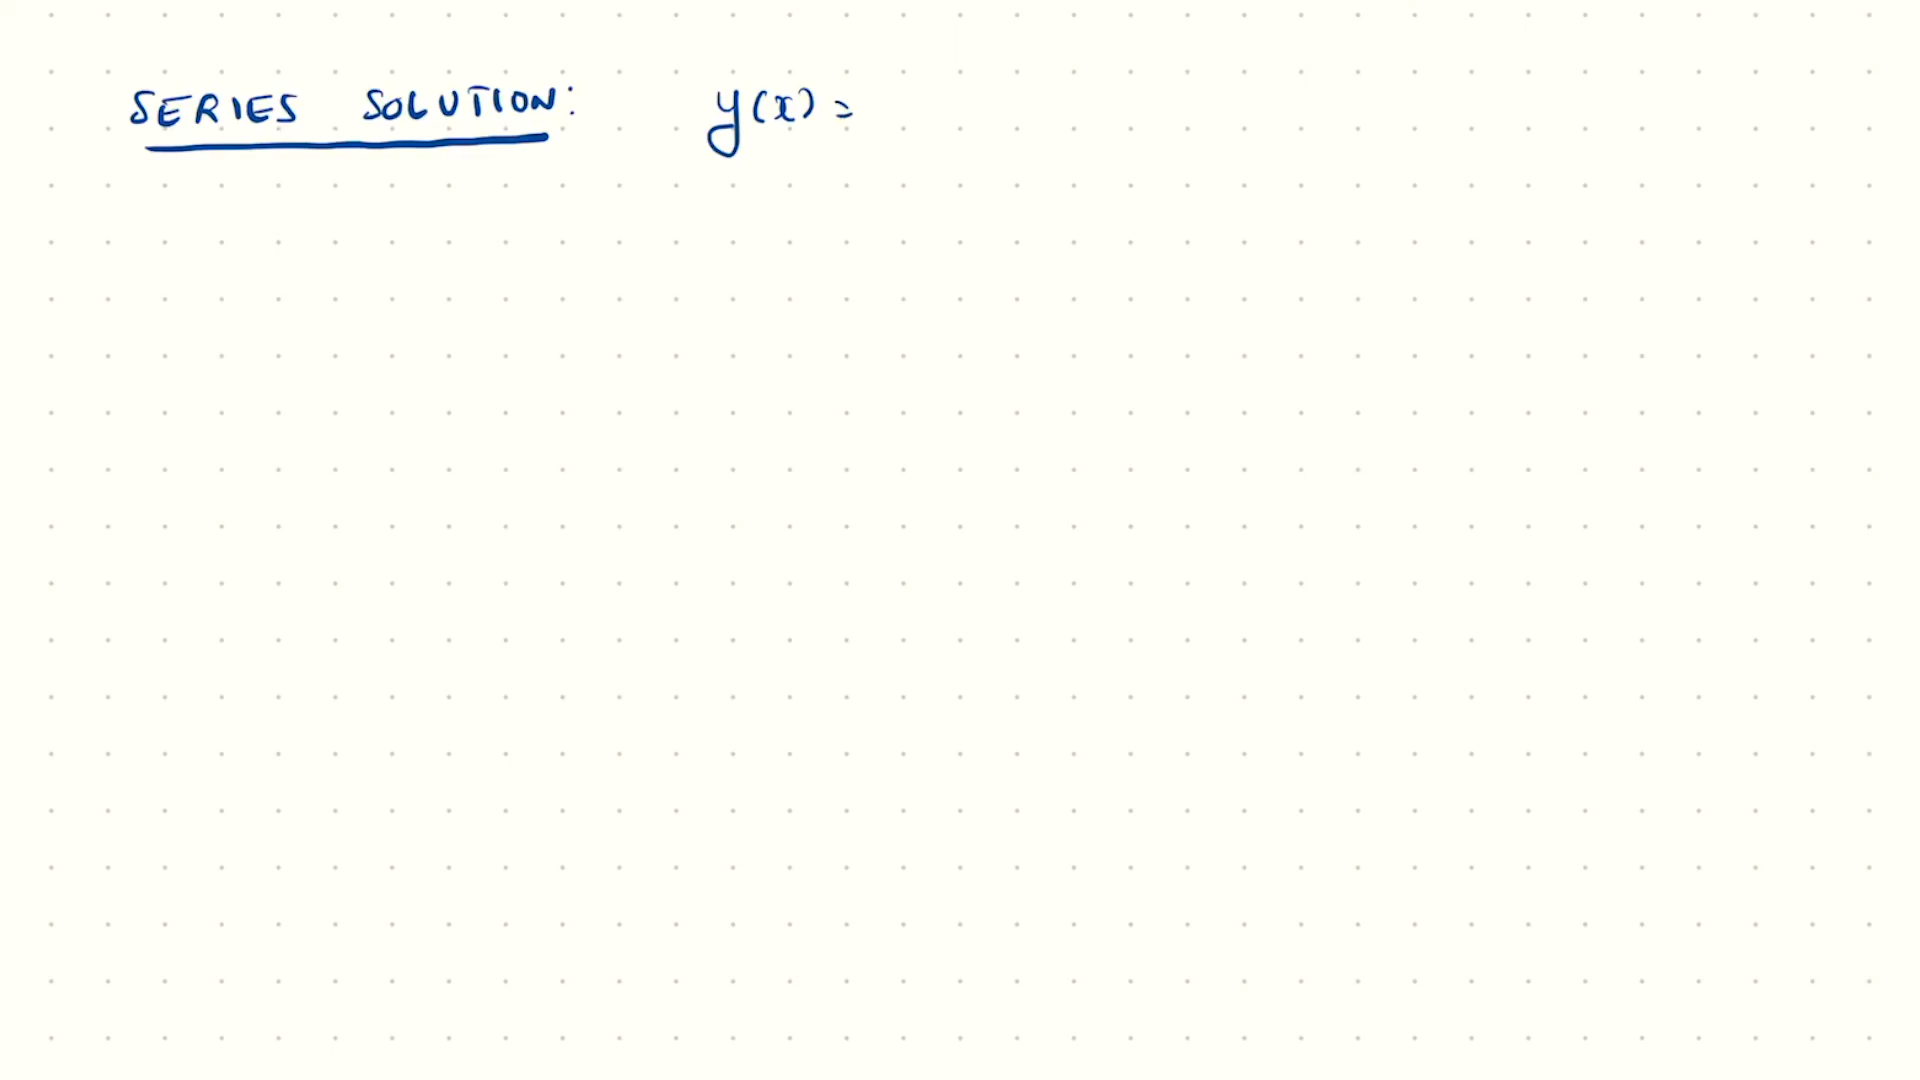 SERIES SOLUTION: y(x) =